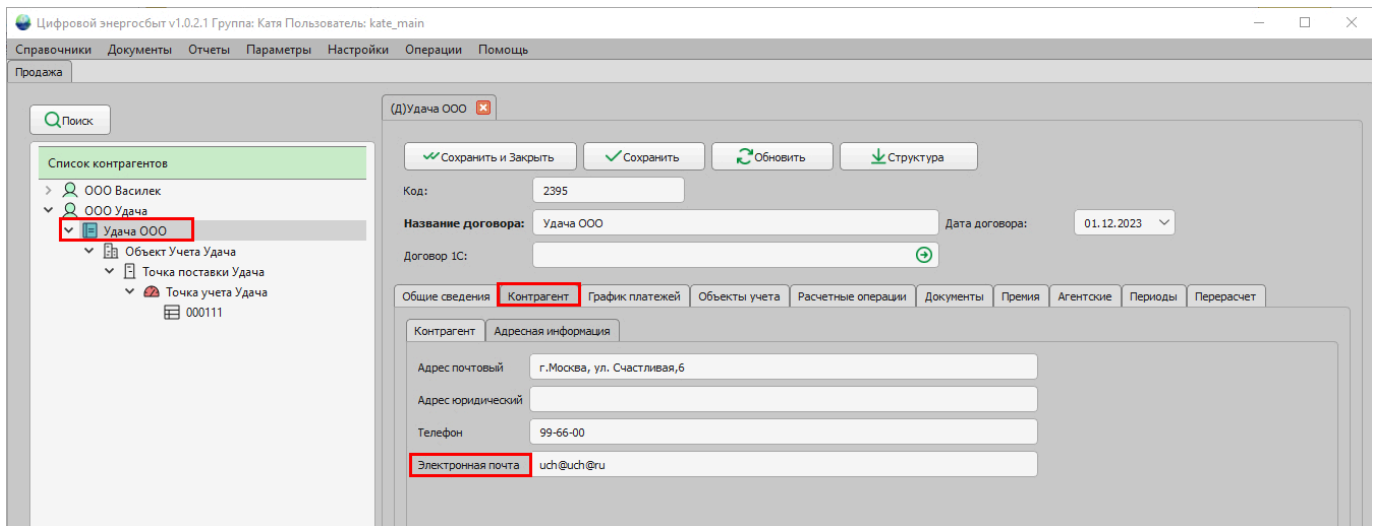 Цифровой энергосбыт v1.0.2.1 Группа: Катя Пользователь: kate_main
Справочники Документы Отчеты Параметры Настройки Операции Помощь
Продажа
Поиск
Список контрагентов
ООО Василек
ООО Удача
Удача ООО
Объект Учета Удача
Точка поставки Удача
Точка учета Удача
000111
(Д)Удача ООО
Сохранить и Закрыть Сохранить Обновить Структура
Код: 2395
Название договора: Удача ООО Дата договора: 01.12.2023
Договор 1С:
Общие сведения Контрагент График платежей Объекты учета Расчетные операции Документы Премия Агентские Периоды Перерасчет
Контрагент Адресная информация
Адрес почтовый г.Москва, ул. Счастливая,6
Адрес юридический
Телефон 99-66-00
Электронная почта uch@uch@ru